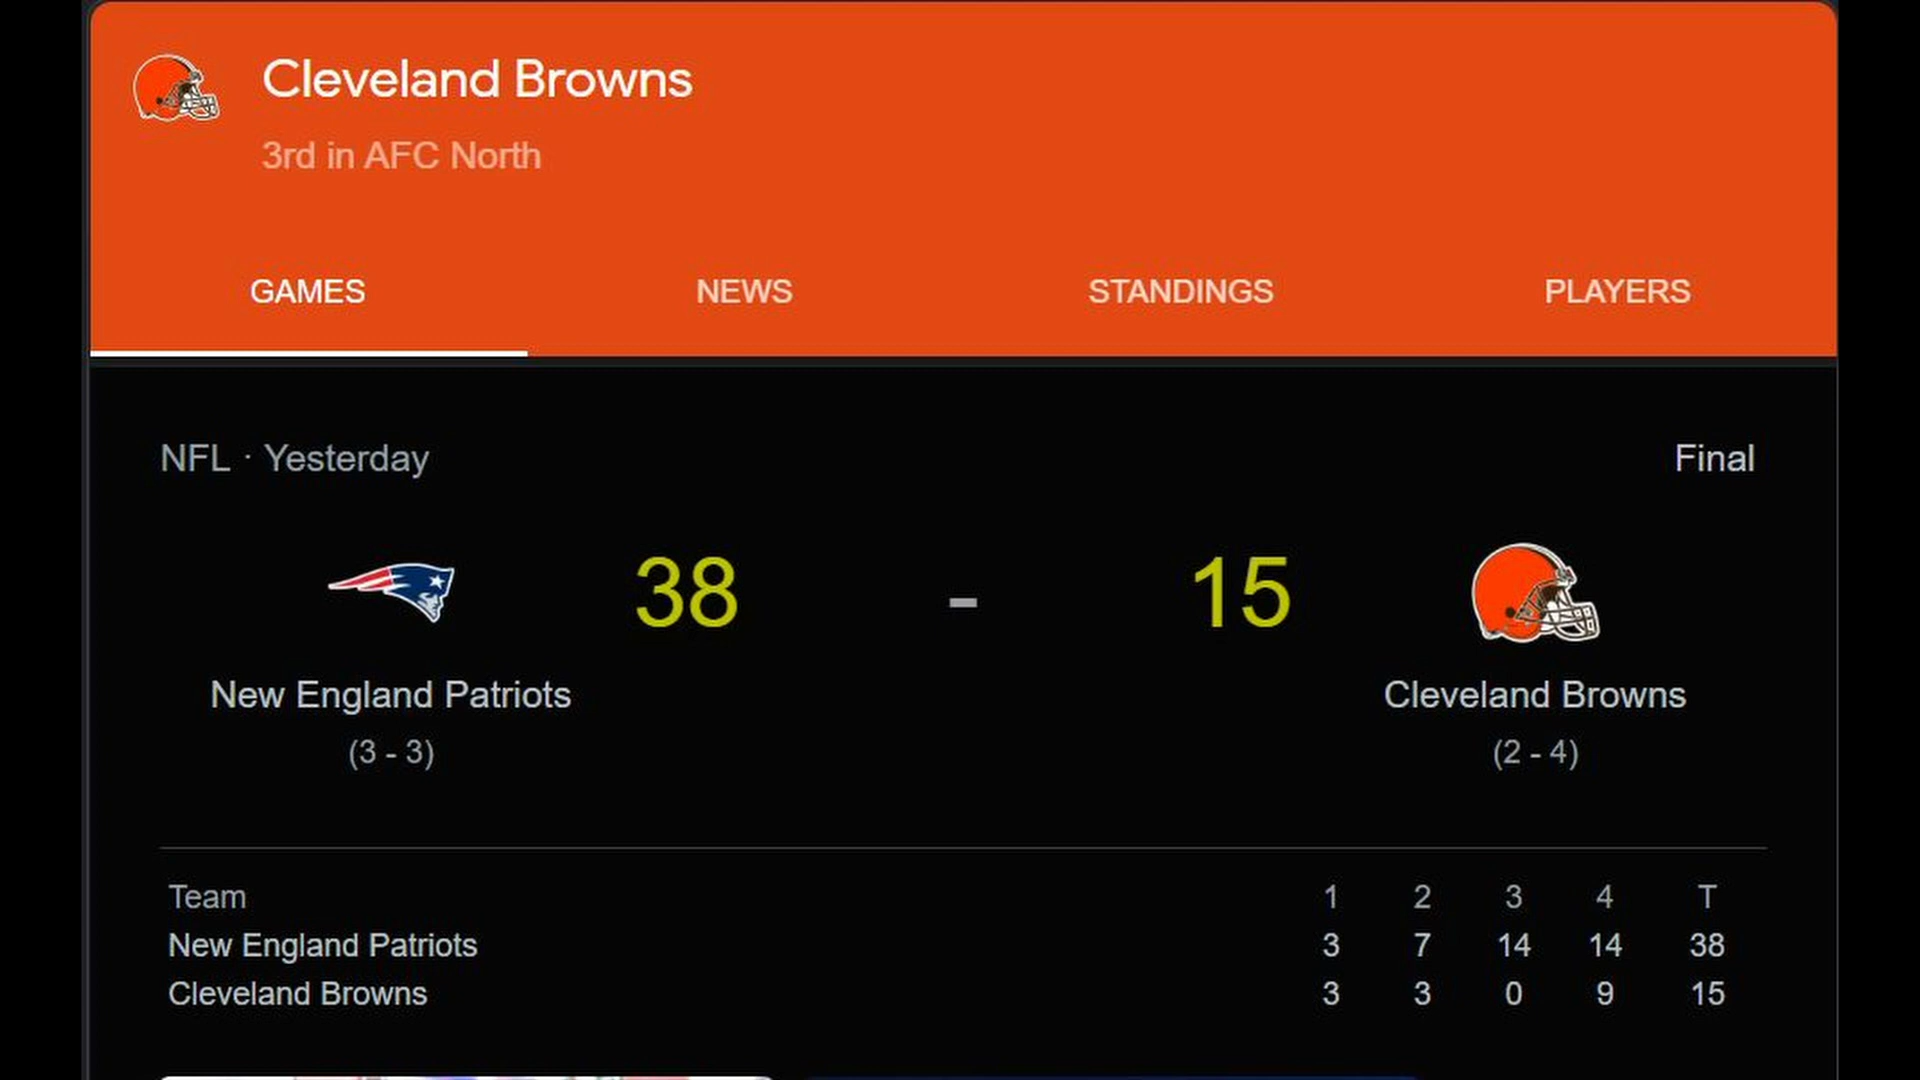 Cleveland Browns
3rd in AFC North
GAMES NEWS STANDINGS PLAYERS
NFL · Yesterday Final
38 - 15
New England Patriots Cleveland Browns
(3 - 3) (2 - 4)
Team 1 2 3 4 T
New England Patriots 3 7 14 14 38
Cleveland Browns 3 3 0 9 15